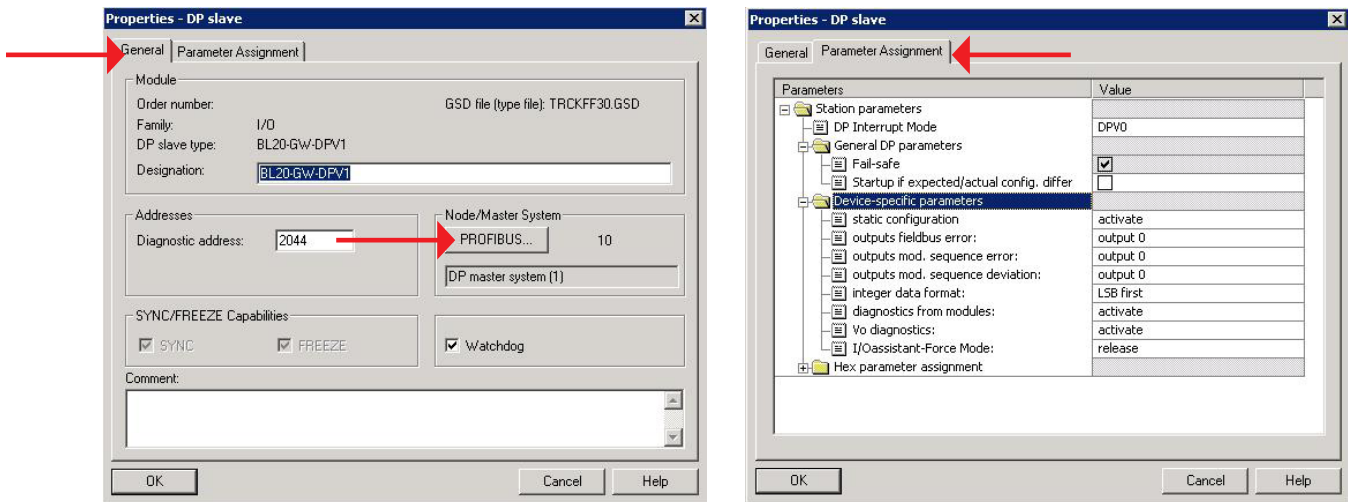 Properties - DP slave
General Parameter Assignment
Module
Order number: GSD file (type file): TRCKFF30.GSD
Family: I/O
DP slave type: BL20-GW-DPV1
Designation: BL20-GW-DPV1
Addresses
Diagnostic address: 2044
Node/Master System
PROFIBUS... 10
DP master system (1)
SYNC/FREEZE Capabilities
SYNC FREEZE
Watchdog
Comment:
OK Cancel Help
Properties - DP slave
General Parameter Assignment
Parameters Value
Station parameters
DP Interrupt Mode DPV0
General DP parameters
Fail-safe
Startup if expected/actual config. differ
Device-specific parameters
static configuration activate
outputs fieldbus error: output 0
outputs mod. sequence error: output 0
outputs mod. sequence deviation: output 0
integer data format: LSB first
diagnostics from modules: activate
Vo diagnostics: activate
I/Oassistant-Force Mode: release
Hex parameter assignment
OK Cancel Help